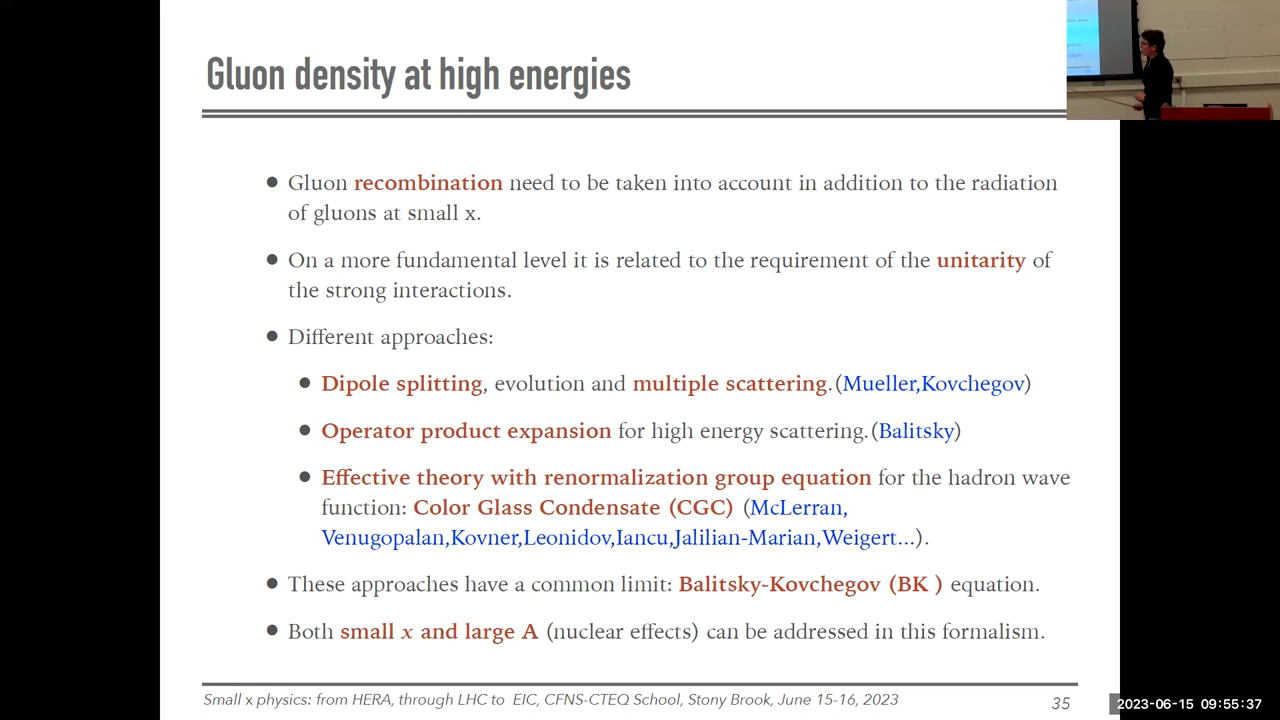 Gluon density at high energies
● Gluon recombination need to be taken into account in addition to the radiation
of gluons at small x.
● On a more fundamental level it is related to the requirement of the unitarity of
the strong interactions.
● Different approaches:
● Dipole splitting, evolution and multiple scattering.(Mueller,Kovchegov)
● Operator product expansion for high energy scattering.(Balitsky)
● Effective theory with renormalization group equation for the hadron wave
function: Color Glass Condensate (CGC) (McLerran,
Venugopalan,Kovner,Leonidov,Iancu,Jalilian-Marian,Weigert...).
● These approaches have a common limit: Balitsky-Kovchegov (BK ) equation.
● Both small x and large A (nuclear effects) can be addressed in this formalism.
Small x physics: from HERA, through LHC to EIC, CFNS-CTEQ School, Stony Brook, June 15-16, 2023
35
2023-06-15 09:55:37